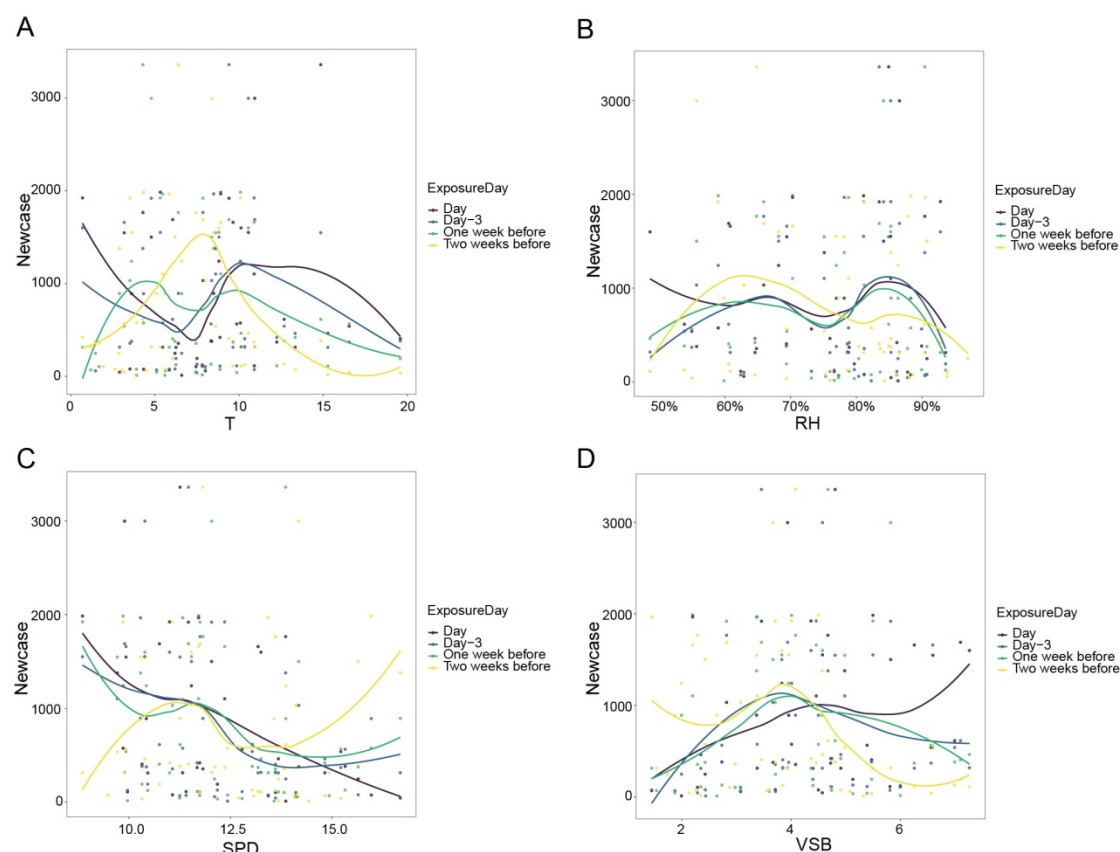 A
3000
2000
1000
0
Newcase
0
5
10
15
20
T
ExposureDay
Day
Day−3
One week before
Two weeks before
B
3000
2000
1000
0
Newcase
50%
60%
70%
80%
90%
RH
ExposureDay
Day
Day−3
One week before
Two weeks before
C
3000
2000
1000
0
Newcase
10.0
12.5
15.0
SPD
ExposureDay
Day
Day−3
One week before
Two weeks before
D
3000
2000
1000
0
Newcase
2
4
6
VSB
ExposureDay
Day
Day−3
One week before
Two weeks before